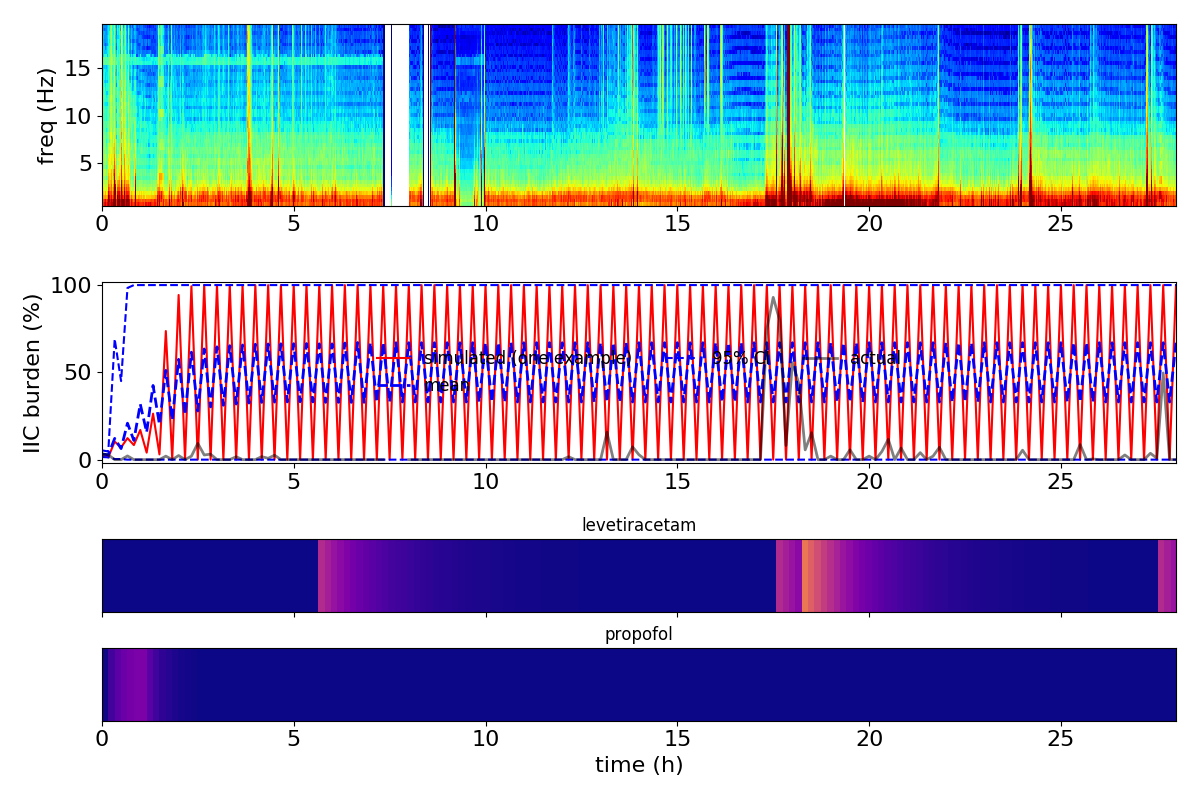 freq (Hz)
15
10
5
0 5 10 15 20 25
IIC burden (%)
100
50
0
simulated (one example) 95% CI actual
mean
0 5 10 15 20 25
levetiracetam
propofol
0 5 10 15 20 25
time (h)